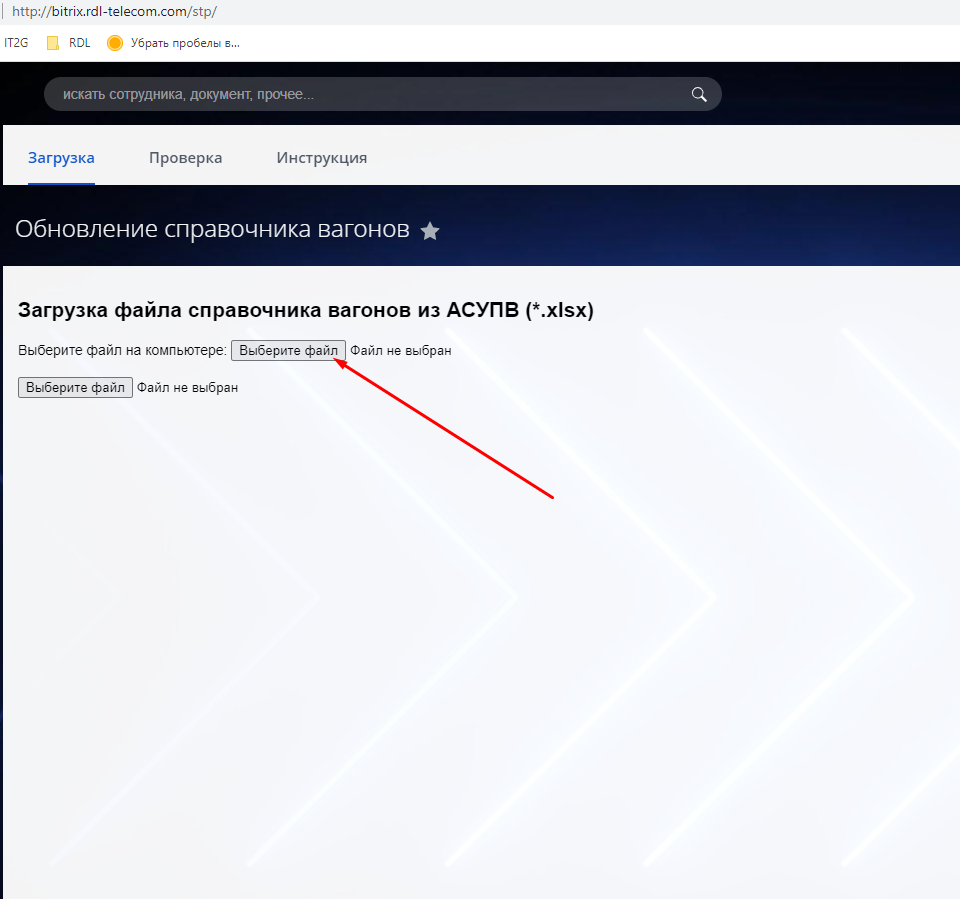 http://bitrix.rdl-telecom.com/stp/
IT2G RDL Убрать пробелы в...
искать сотрудника, документ, прочее...
Загрузка Проверка Инструкция
Обновление справочника вагонов
Загрузка файла справочника вагонов из АСУПВ (*.xlsx)
Выберите файл на компьютере: Выберите файл Файл не выбран
Выберите файл Файл не выбран